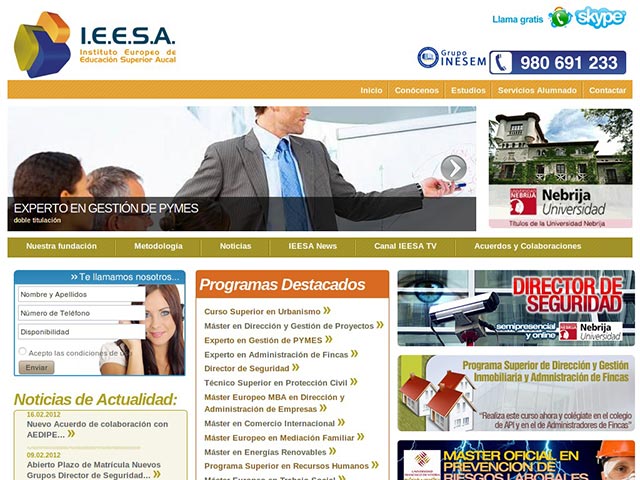 Llama gratis skype
I.E.E.S.A.
Instituto Europeo de
Educación Superior Aucal
Grupo
INESEM
980 691 233
Inicio Conócenos Estudios Servicios Alumnado Contactar
EXPERTO EN GESTIÓN DE PYMES
doble titulación
UNIVERSIDAD
NEBRIJA
Nebrija
Universidad
Títulos de la Universidad Nebrija
Nuestra fundación Metodología Noticias IEESA News Canal IEESA TV Acuerdos y Colaboraciones
›› Te llamamos nosotros...
Nombre y Apellidos
Número de Teléfono
Disponibilidad
Acepto las condiciones de uso
Enviar
Noticias de Actualidad:
16.02.2012
Nuevo Acuerdo de colaboración con
AEDIPE... »
09.02.2012
Abierto Plazo de Matrícula Nuevos
Grupos Director de Seguridad... »
Programas Destacados
Curso Superior en Urbanismo »
Máster en Dirección y Gestión de Proyectos »
Experto en Gestión de PYMES »
Experto en Administración de Fincas »
Director de Seguridad »
Técnico Superior en Protección Civil »
Máster Europeo MBA en Dirección y
Administración de Empresas »
Máster en Comercio Internacional »
Máster Europeo en Mediación Familiar »
Máster en Energías Renovables »
Programa Superior en Recursos Humanos »
Máster Europeo en Trabajo Social »
DIRECTOR DE
SEGURIDAD
semipresencial
y online
NEBRIJA
Nebrija
Universidad
Programa Superior de Dirección y Gestión
Inmobiliaria y Administración de Fincas
"Realiza este curso ahora y colégiate en el colegio
de API y en el de Administradores de Fincas"
MÁSTER OFICIAL EN
PREVENCIÓN DE
RIESGOS LABORALES